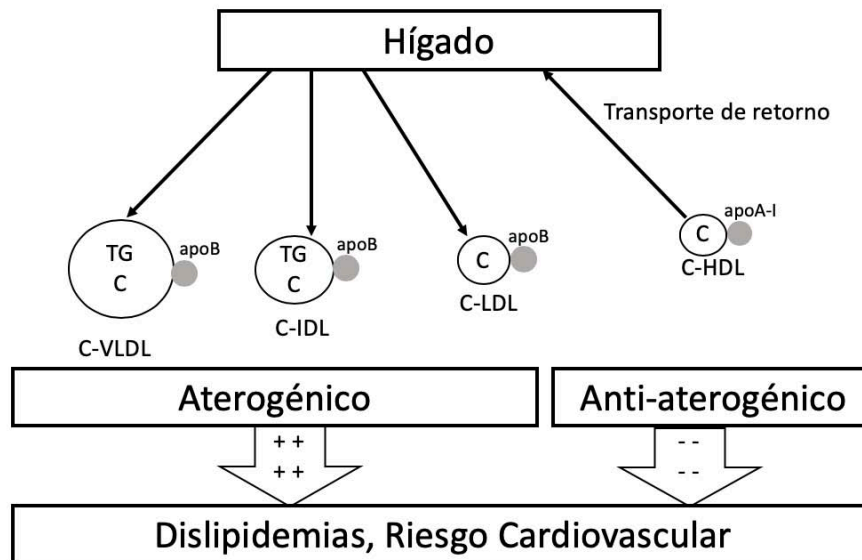 Hígado
Transporte de retorno
apoA-I
C
C-HDL
TG
C
apoB
C-VLDL
TG
C
apoB
C-IDL
C
apoB
C-LDL
Aterogénico
Anti-aterogénico
+ +
+ +
- -
- -
Dislipidemias, Riesgo Cardiovascular